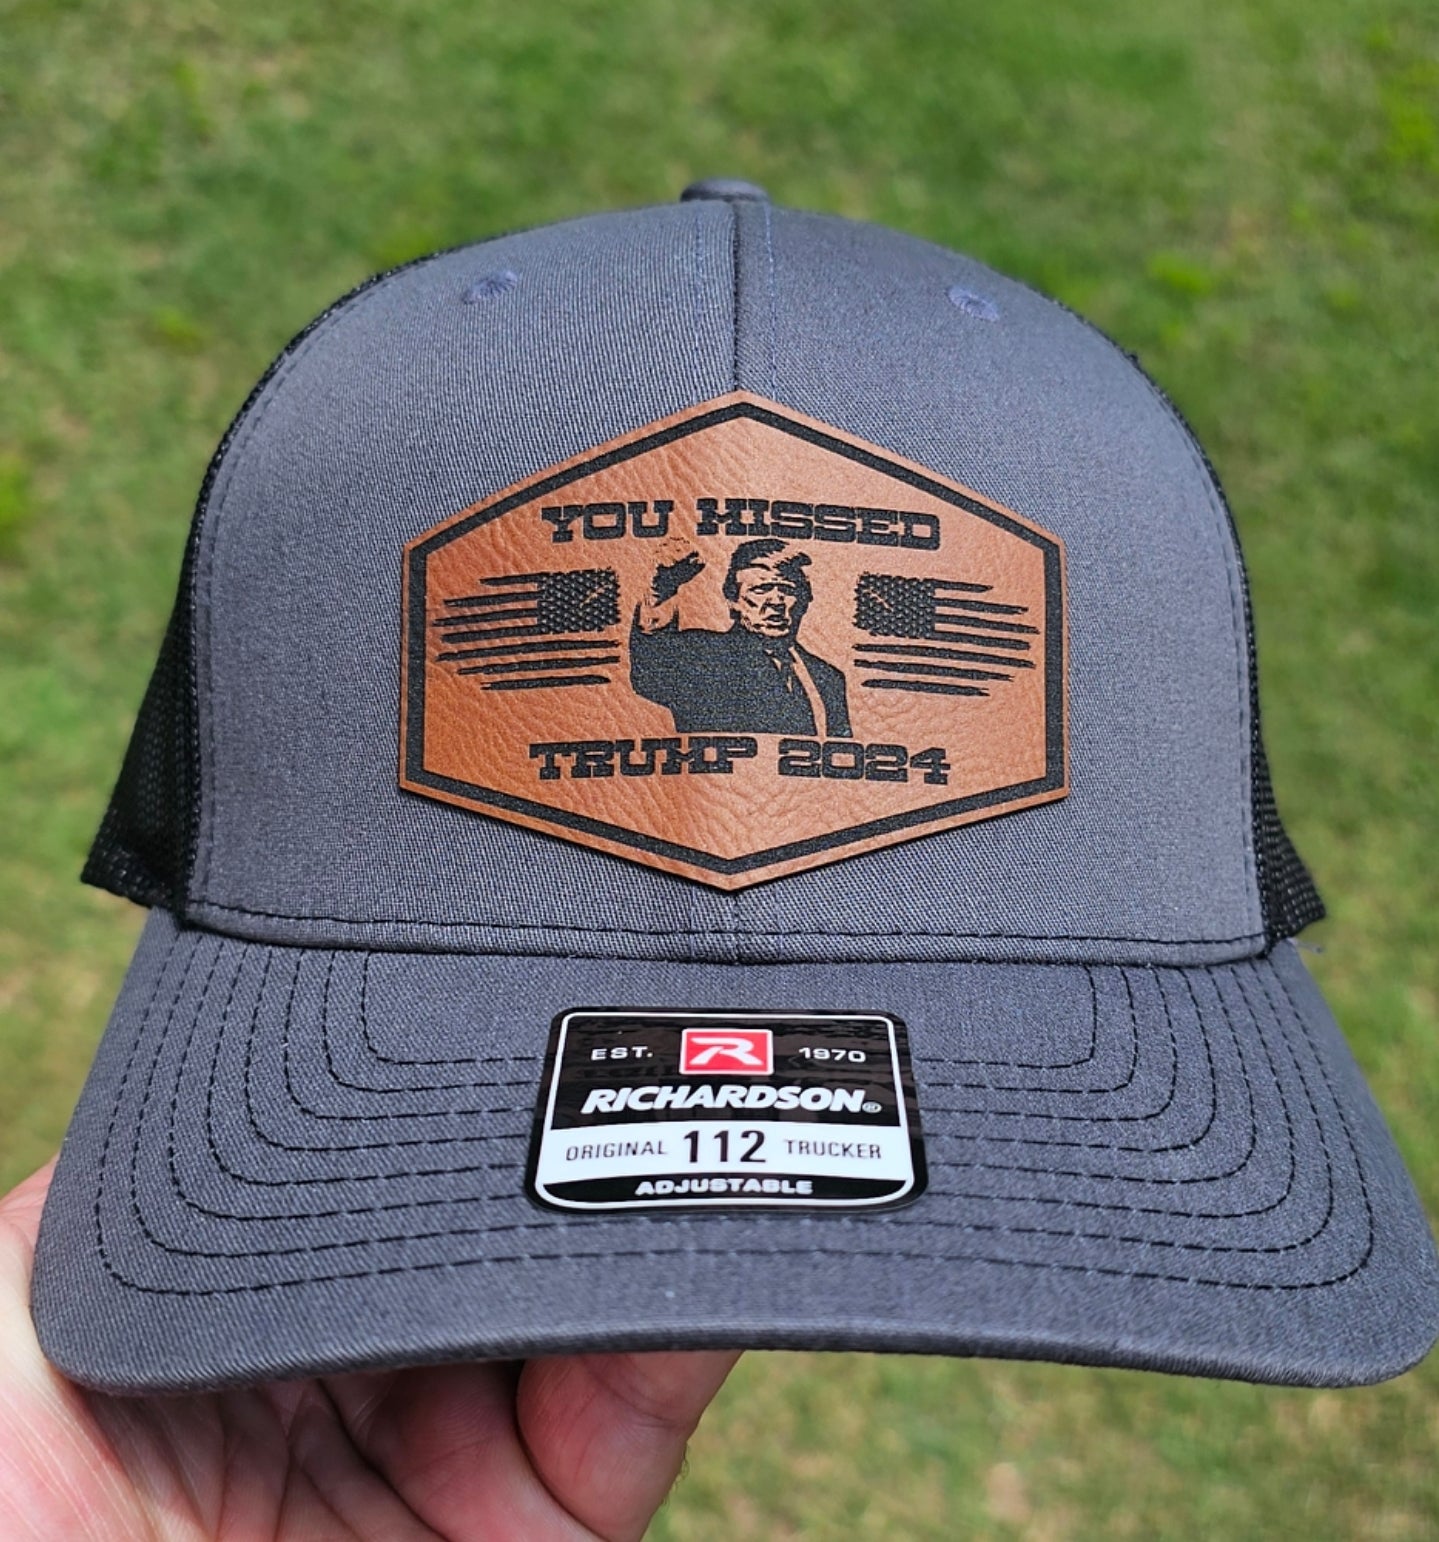 YOU MISSED
TRUMP 2024
EST. R 1970
RICHARDSON®
ORIGINAL 112 TRUCKER
ADJUSTABLE